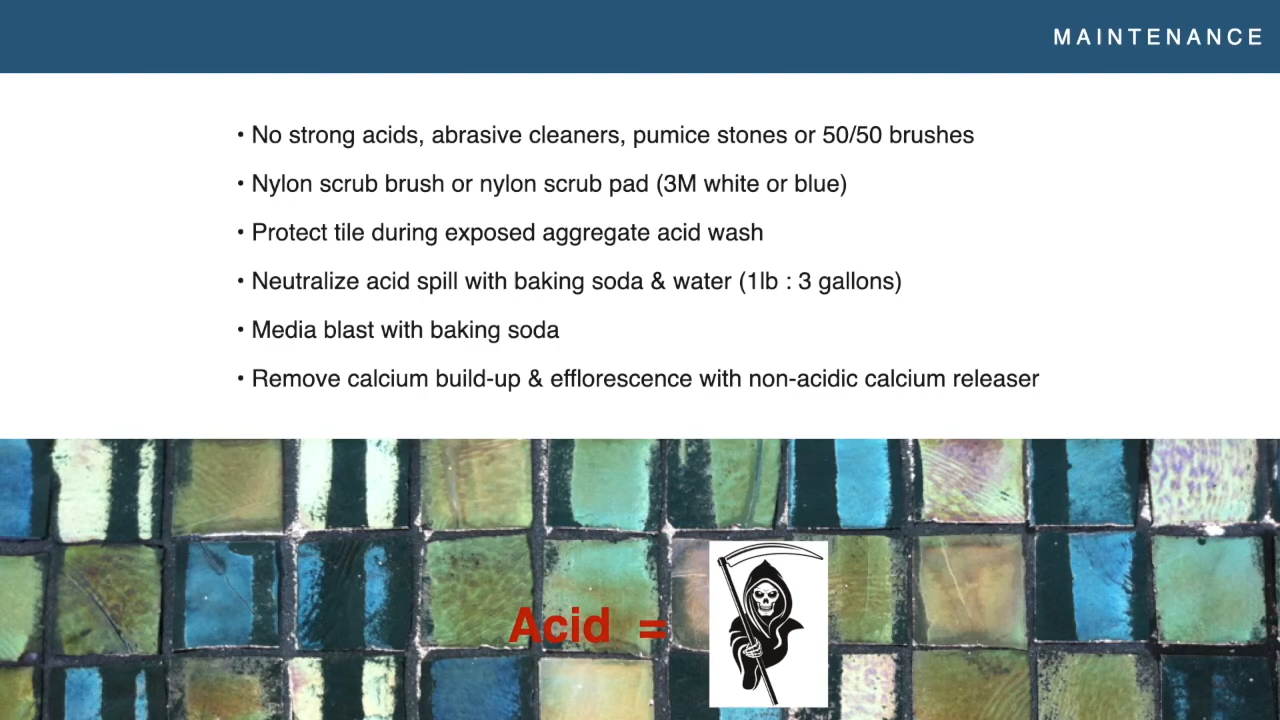 MAINTENANCE
• No strong acids, abrasive cleaners, pumice stones or 50/50 brushes
• Nylon scrub brush or nylon scrub pad (3M white or blue)
• Protect tile during exposed aggregate acid wash
• Neutralize acid spill with baking soda & water (1lb : 3 gallons)
• Media blast with baking soda
• Remove calcium build-up & efflorescence with non-acidic calcium releaser
Acid =